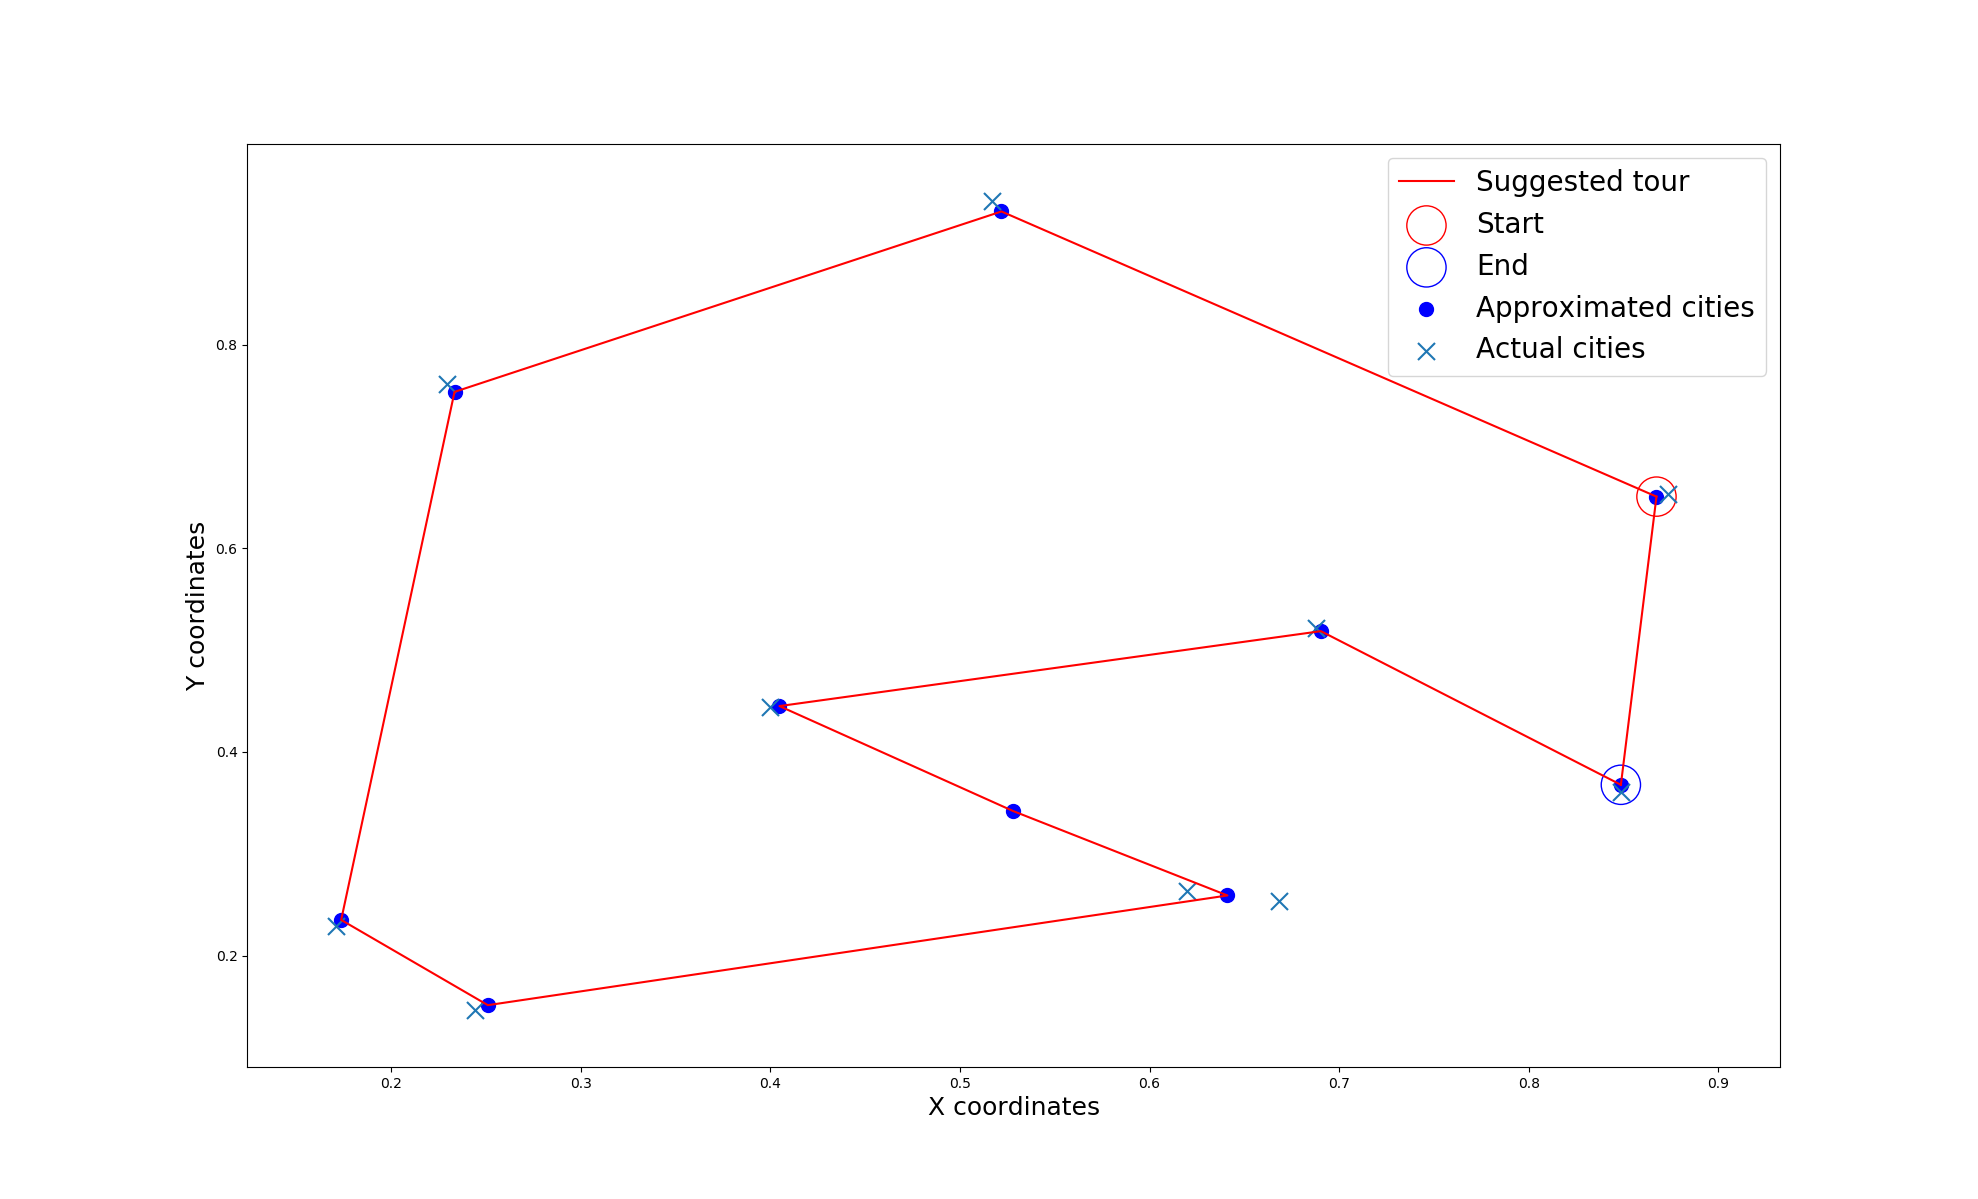 Suggested tour
Start
End
Approximated cities
Actual cities
0.8
0.6
0.4
0.2
Y coordinates
0.2 0.3 0.4 0.5 0.6 0.7 0.8 0.9
X coordinates